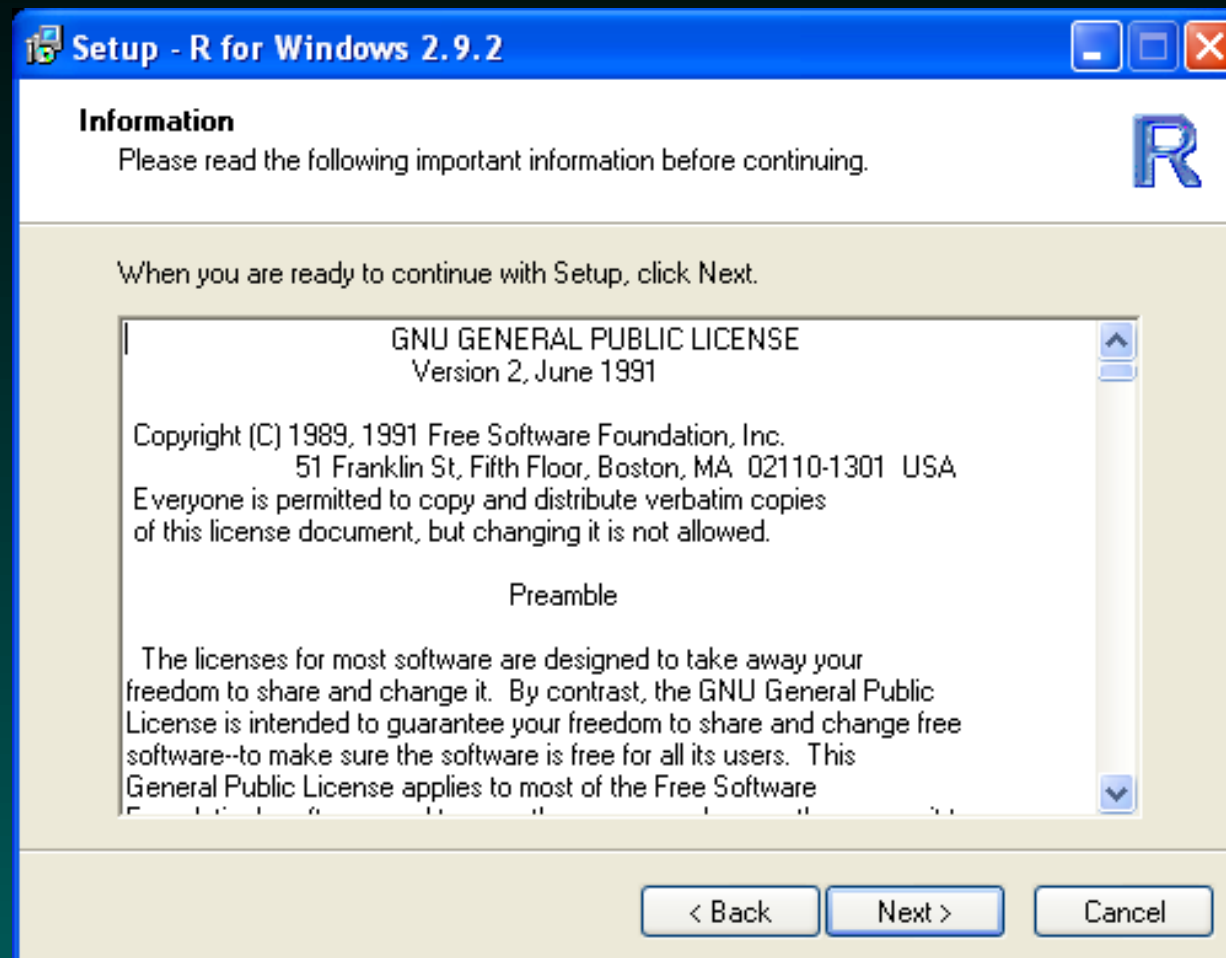 Setup - R for Windows 2.9.2
Information
Please read the following important information before continuing.
R
When you are ready to continue with Setup, click Next.
GNU GENERAL PUBLIC LICENSE
Version 2, June 1991
Copyright (C) 1989, 1991 Free Software Foundation, Inc.
51 Franklin St, Fifth Floor, Boston, MA  02110-1301  USA
Everyone is permitted to copy and distribute verbatim copies
of this license document, but changing it is not allowed.
Preamble
The licenses for most software are designed to take away your
freedom to share and change it.  By contrast, the GNU General Public
License is intended to guarantee your freedom to share and change free
software--to make sure the software is free for all its users.  This
General Public License applies to most of the Free Software
< Back
Next >
Cancel